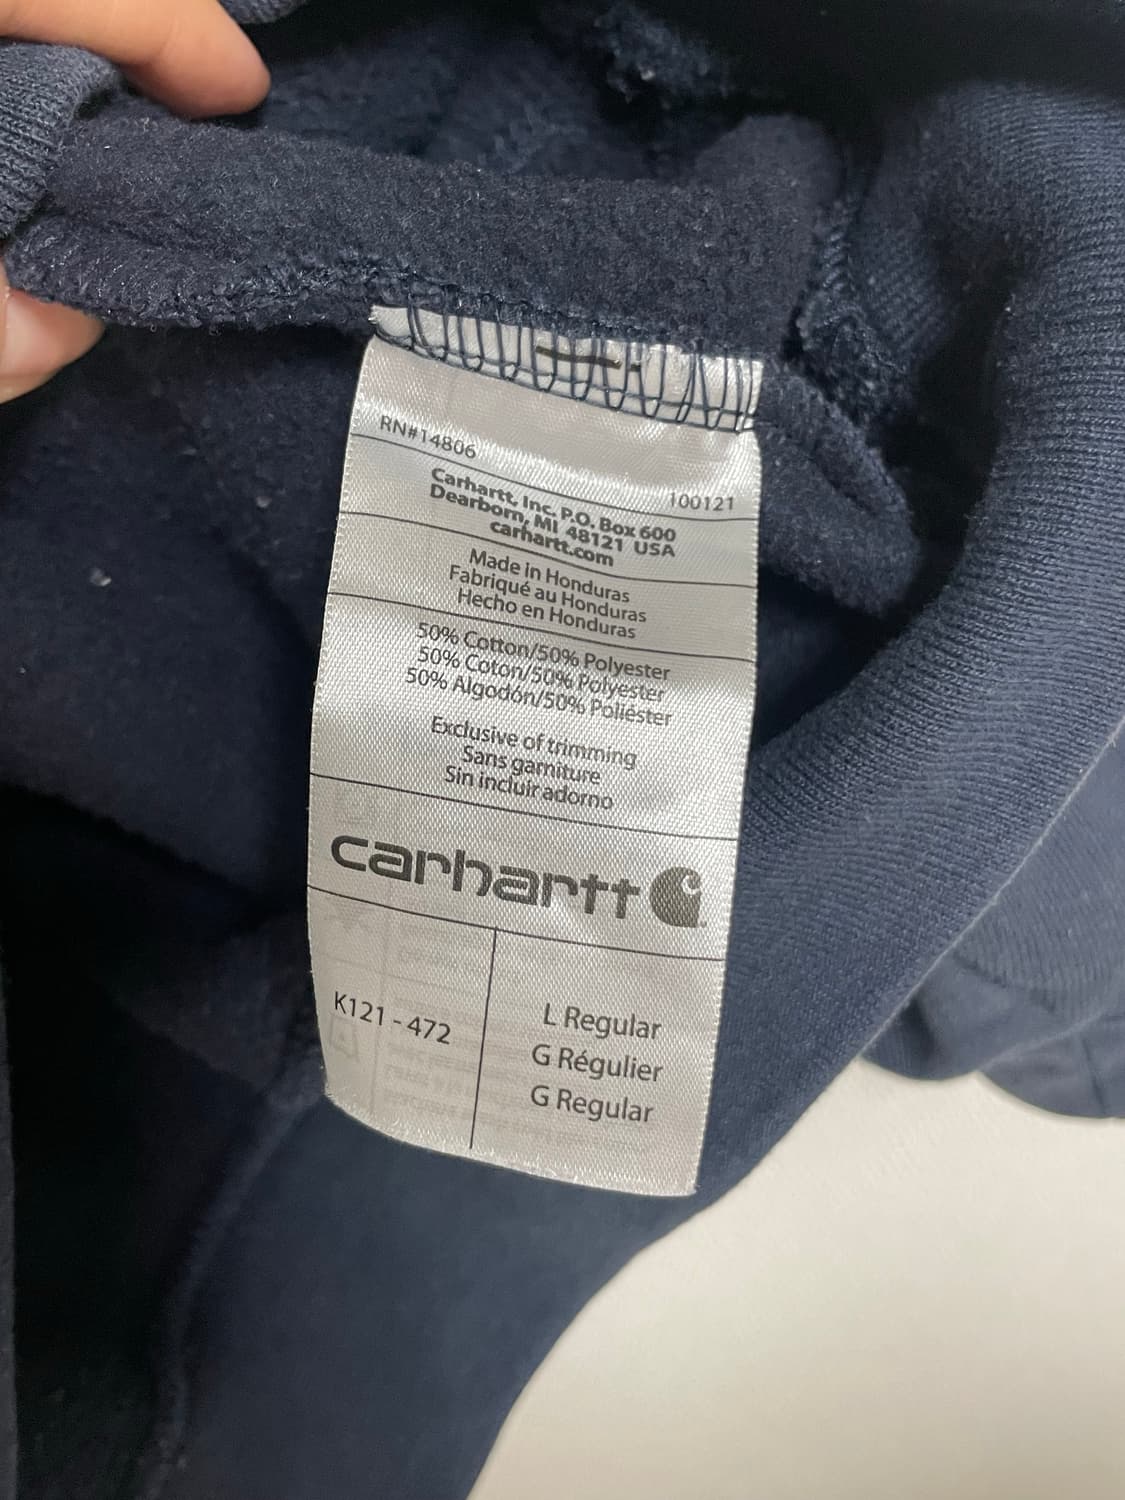 RN#14806
100121
Carhartt, Inc. P.O. Box 600
Dearborn, MI 48121 USA
carhartt.com
Made in Honduras
Fabriqué au Honduras
Hecho en Honduras
50% Cotton/50% Polyester
50% Coton/50% Polyester
50% Algodón/50% Poliéster
Exclusive of trimming
Sans garniture
Sin incluir adorno
carhartt
K121 - 472
L Regular
G Régulier
G Regular